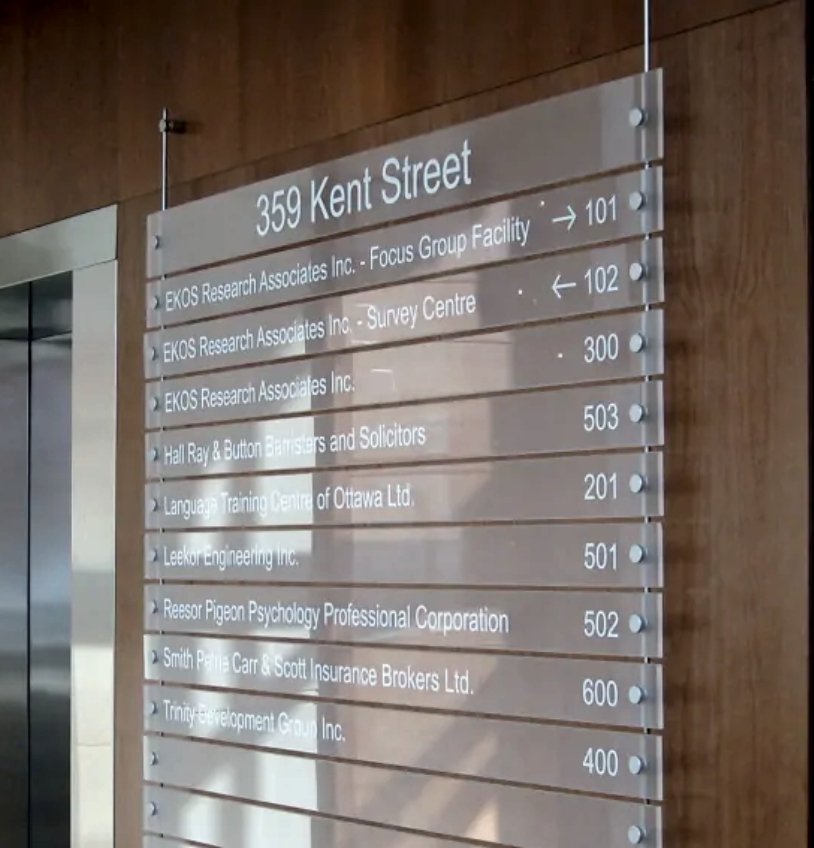 359 Kent Street
EKOS Research Associates Inc. - Focus Group Facility → 101
EKOS Research Associates Inc. - Survey Centre ← 102
EKOS Research Associates Inc. 300
Hall Ray & Button Barristers and Solicitors 503
Language Training Centre of Ottawa Ltd. 201
Leekor Engineering Inc. 501
Reesor Pigeon Psychology Professional Corporation 502
Smith Petrie Carr & Scott Insurance Brokers Ltd. 600
Trinity Development Group Inc. 400